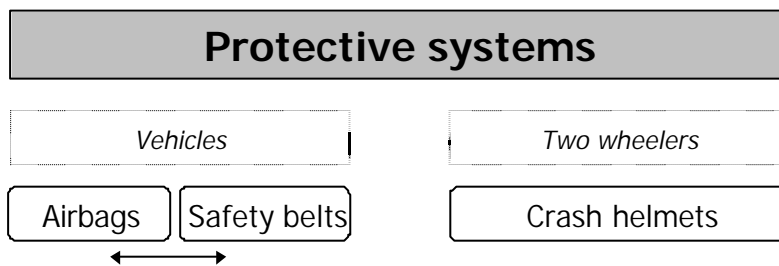 Protective systems
Vehicles Two wheelers
Airbags Safety belts Crash helmets